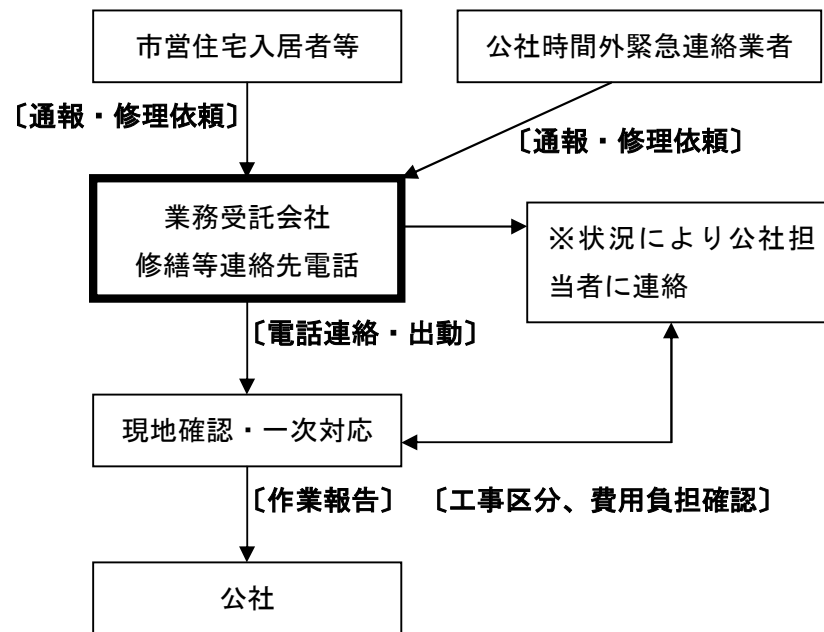 市営住宅入居者等
公社時間外緊急連絡業者
〔通報・修理依頼〕
〔通報・修理依頼〕
業務受託会社
修繕等連絡先電話
※状況により公社担
当者に連絡
〔電話連絡・出動〕
現地確認・一次対応
〔作業報告〕 〔工事区分、費用負担確認〕
公社